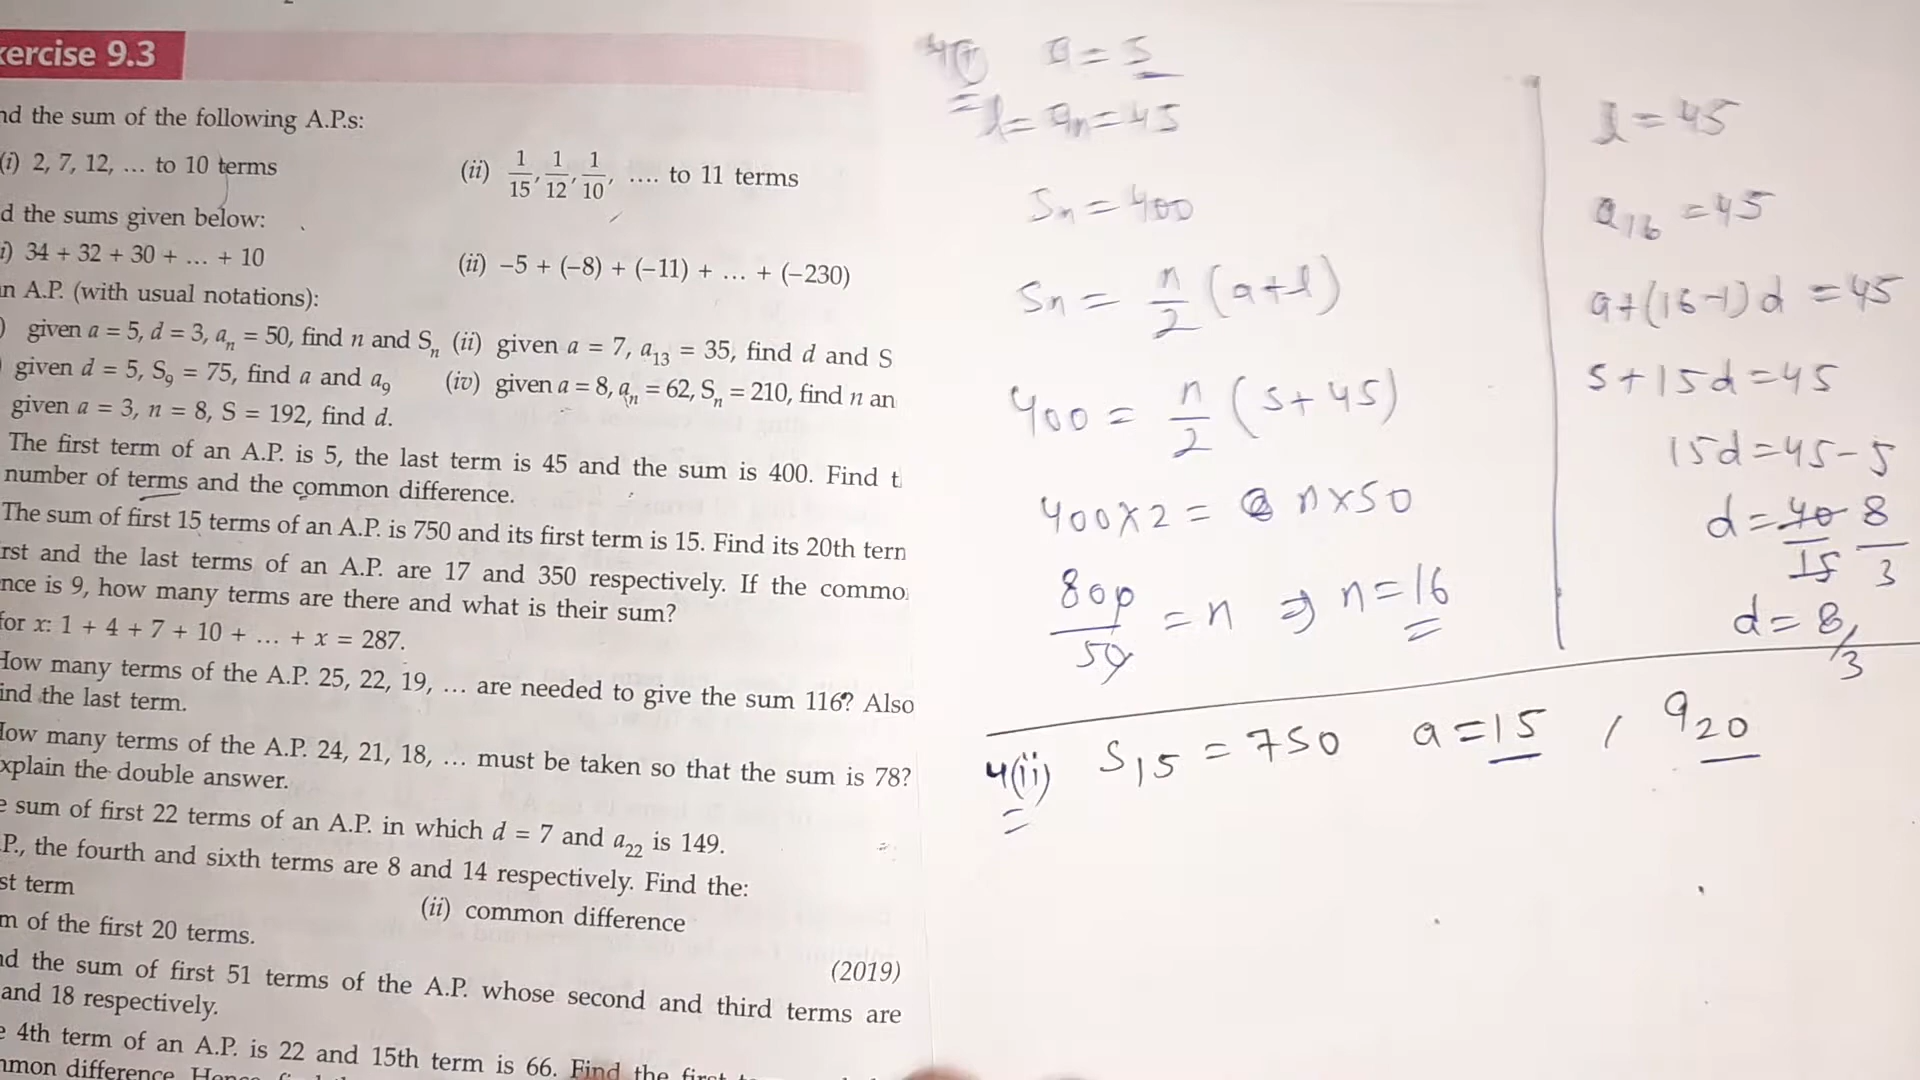 xercise 9.3
nd the sum of the following A.P.s:
(i) 2, 7, 12, ... to 10 terms (ii) 1/15, 1/12, 1/10, .... to 11 terms
d the sums given below:
i) 34 + 32 + 30 + ... + 10 (ii) −5 + (−8) + (−11) + ... + (−230)
n A.P. (with usual notations):
) given a = 5, d = 3, aₙ = 50, find n and Sₙ (ii) given a = 7, a₁₃ = 35, find d and S
given d = 5, S₉ = 75, find a and a₉ (iv) given a = 8, aₙ = 62, Sₙ = 210, find n an
given a = 3, n = 8, S = 192, find d.
The first term of an A.P. is 5, the last term is 45 and the sum is 400. Find t
number of terms and the common difference.
The sum of first 15 terms of an A.P. is 750 and its first term is 15. Find its 20th tern
rst and the last terms of an A.P. are 17 and 350 respectively. If the commo
nce is 9, how many terms are there and what is their sum?
for x: 1 + 4 + 7 + 10 + ... + x = 287.
How many terms of the A.P. 25, 22, 19, ... are needed to give the sum 116? Also
ind the last term.
How many terms of the A.P. 24, 21, 18, ... must be taken so that the sum is 78?
xplain the double answer.
e sum of first 22 terms of an A.P. in which d = 7 and a₂₂ is 149.
.P., the fourth and sixth terms are 8 and 14 respectively. Find the:
st term (ii) common difference
m of the first 20 terms.
(2019)
nd the sum of first 51 terms of the A.P. whose second and third terms are
and 18 respectively.
e 4th term of an A.P. is 22 and 15th term is 66. Find the first
mmon difference.
4(i) a = 5
l = aₙ = 45
Sₙ = 400
Sₙ = n/2 (a+l)
400 = n/2 (5+45)
400×2 = n×50
800/50 = n ⇒ n = 16
l = 45
a₁₆ = 45
a+(16−1)d = 45
5+15d = 45
15d = 45−5
d = 40/15 8/3
d = 8/3
4(ii) S₁₅ = 750 a = 15 , a₂₀